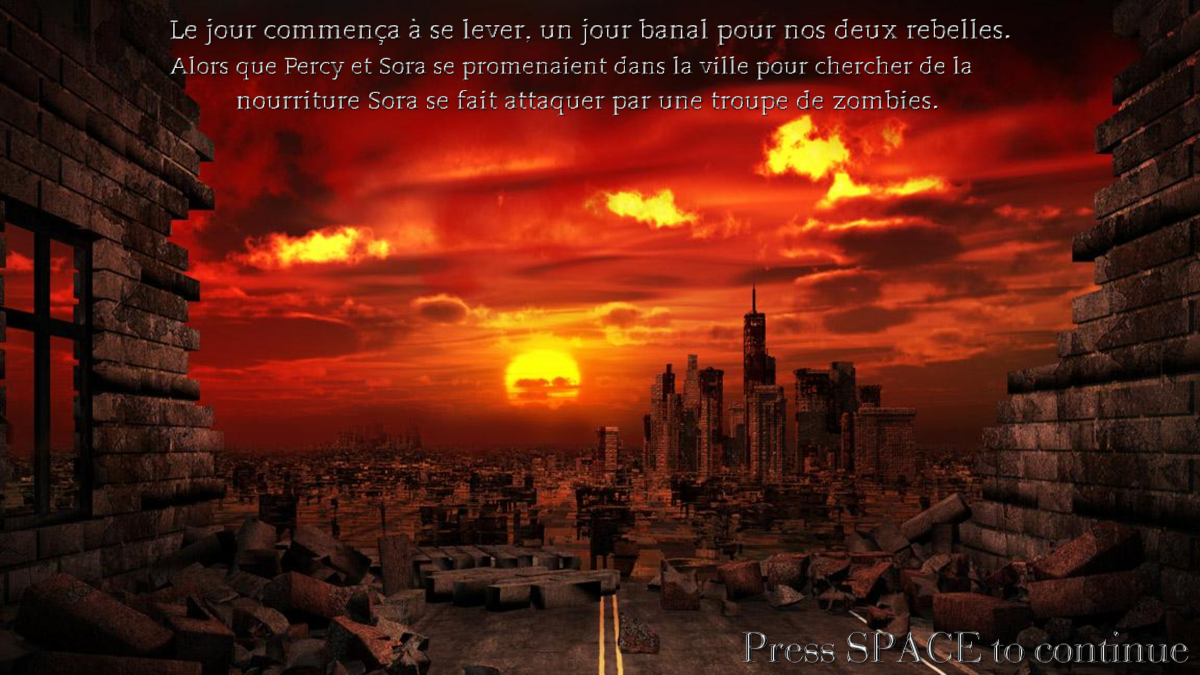 Le jour commença à se lever, un jour banal pour nos deux rebelles.
Alors que Percy et Sora se promenaient dans la ville pour chercher de la
nourriture Sora se fait attaquer par une troupe de zombies.
Press SPACE to continue